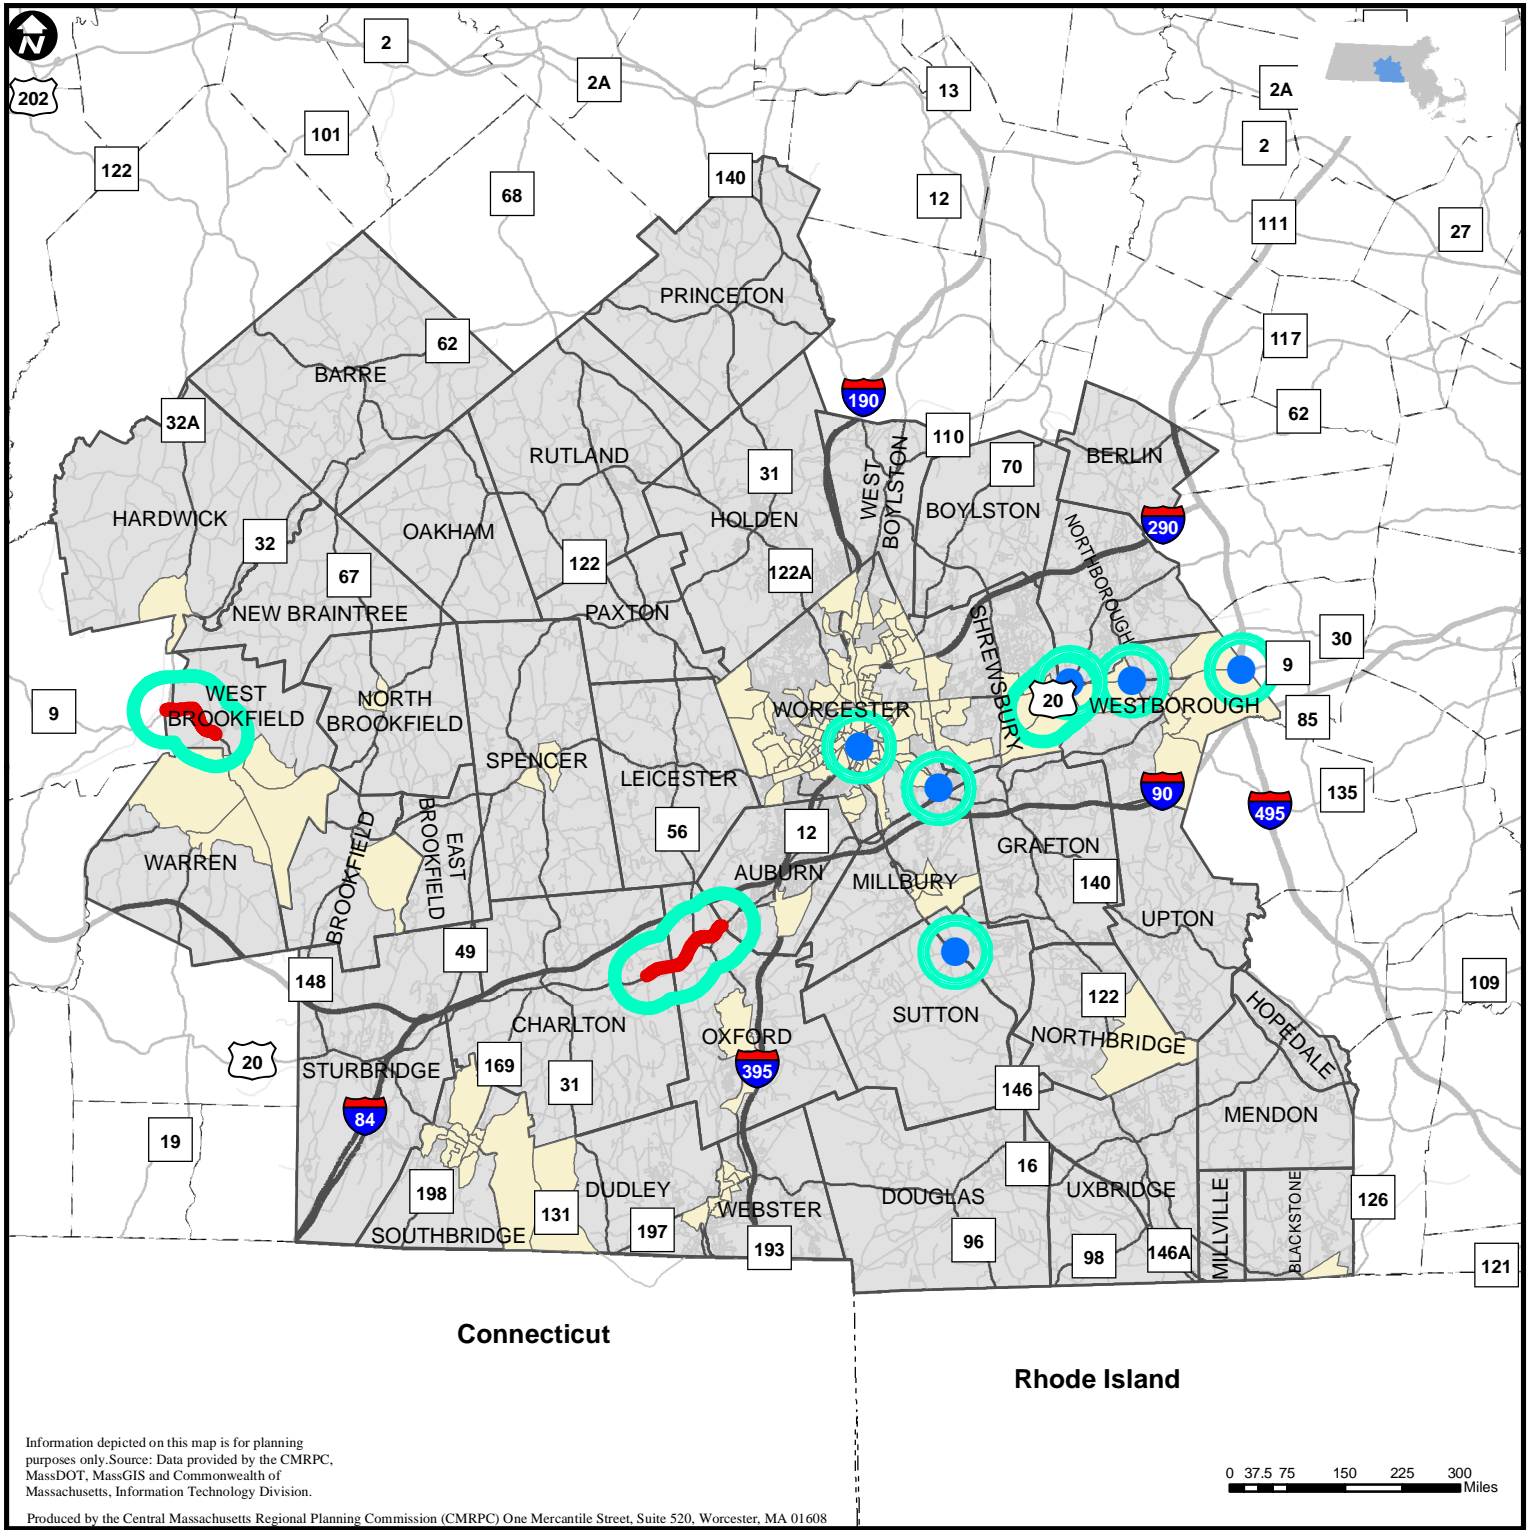 N
2
202
2A
13
2A
101
2
122
140
68
12
111
27
PRINCETON
117
62
BARRE
190
62
32A
110
RUTLAND
70
BERLIN
31
WEST
BOYLSTON
BOYLSTON
HARDWICK
HOLDEN
290
OAKHAM
32
NORTHBOROUGH
122
122A
67
NEW BRAINTREE
PAXTON
SHREWSBURY
30
9
WEST
BROOKFIELD
NORTH
BROOKFIELD
9
20
WESTBOROUGH
WORCESTER
85
SPENCER
LEICESTER
90
135
495
56
12
BROOKFIELD
EAST
BROOKFIELD
GRAFTON
WARREN
AUBURN
MILLBURY
140
UPTON
49
148
109
122
SUTTON
HOPEDALE
CHARLTON
OXFORD
NORTHBRIDGE
20
169
STURBRIDGE
395
31
146
84
MENDON
19
16
198
DUDLEY
UXBRIDGE
DOUGLAS
126
131
WEBSTER
MILLVILLE
BLACKSTONE
SOUTHBRIDGE
197
193
96
98
146A
121
Connecticut
Rhode Island
Information depicted on this map is for planning
purposes only.Source: Data provided by the CMRPC,
MassDOT, MassGIS and Commonwealth of
Massachusetts, Information Technology Division.
0 37.5 75 150 225 300
Miles
Produced by the Central Massachusetts Regional Planning Commission (CMRPC) One Mercantile Street, Suite 520, Worcester, MA 01608